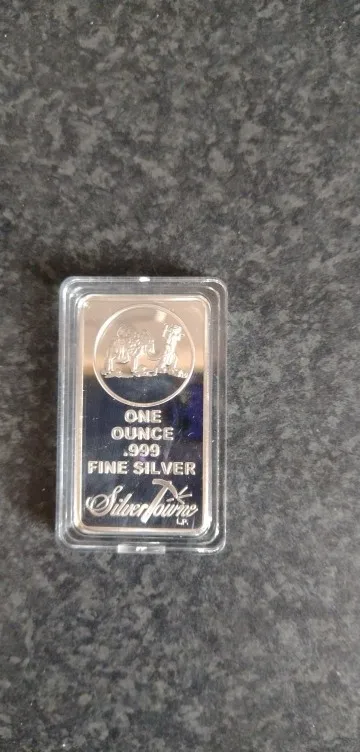 ONE
OUNCE
.999
FINE SILVER
SilverTowne
L.P.